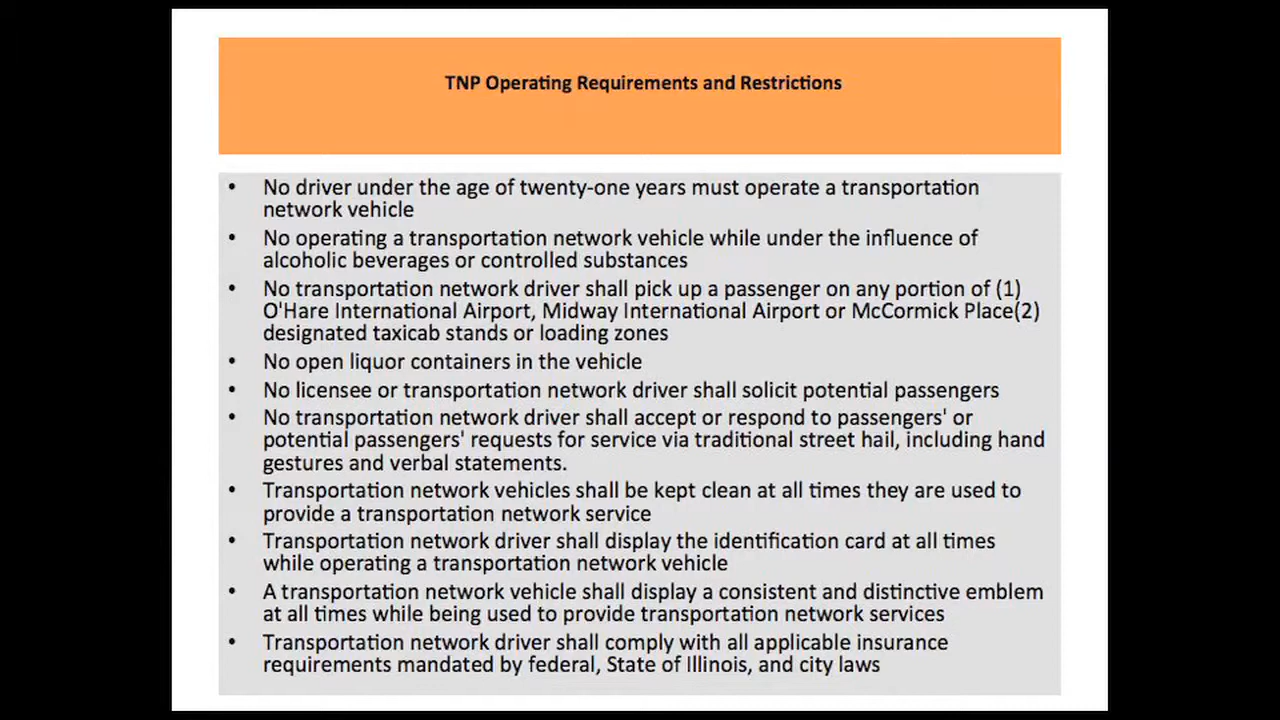 TNP Operating Requirements and Restrictions
• No driver under the age of twenty-one years must operate a transportation
network vehicle
• No operating a transportation network vehicle while under the influence of
alcoholic beverages or controlled substances
• No transportation network driver shall pick up a passenger on any portion of (1)
O'Hare International Airport, Midway International Airport or McCormick Place(2)
designated taxicab stands or loading zones
• No open liquor containers in the vehicle
• No licensee or transportation network driver shall solicit potential passengers
• No transportation network driver shall accept or respond to passengers' or
potential passengers' requests for service via traditional street hail, including hand
gestures and verbal statements.
• Transportation network vehicles shall be kept clean at all times they are used to
provide a transportation network service
• Transportation network driver shall display the identification card at all times
while operating a transportation network vehicle
• A transportation network vehicle shall display a consistent and distinctive emblem
at all times while being used to provide transportation network services
• Transportation network driver shall comply with all applicable insurance
requirements mandated by federal, State of Illinois, and city laws